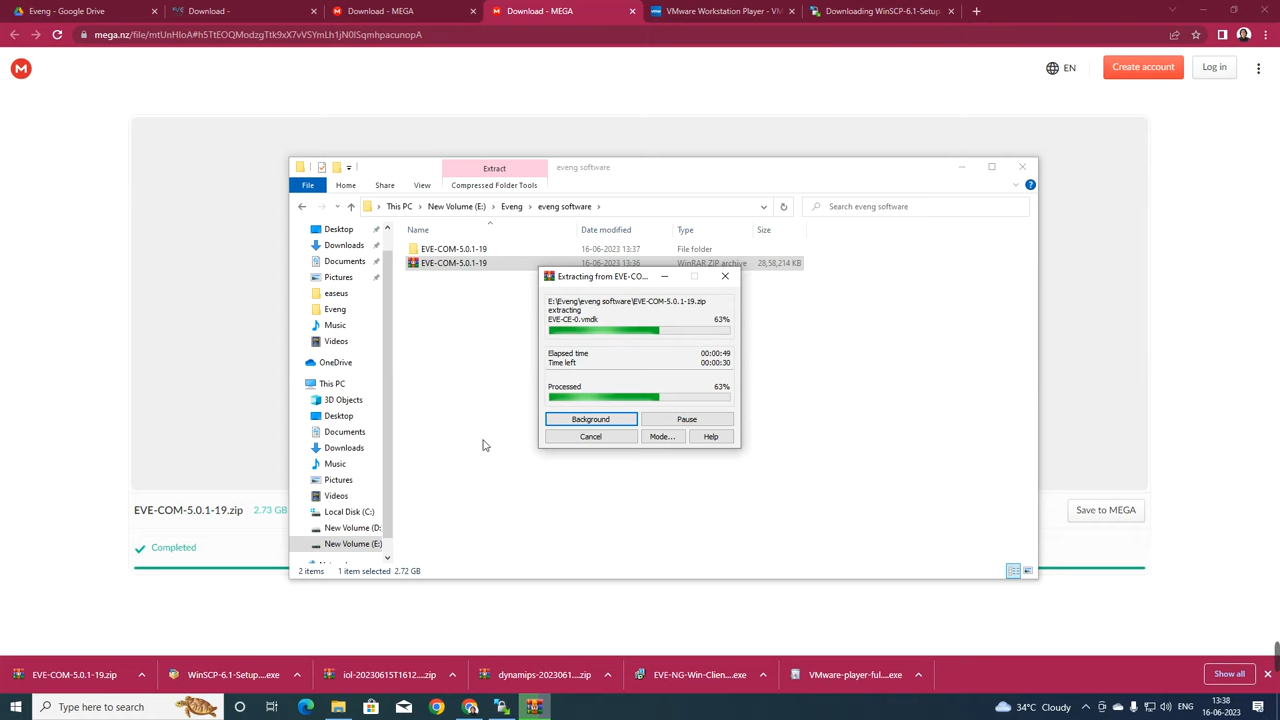 Eveng - Google Drive
Download -
Download - MEGA
Download - MEGA
VMware Workstation Player - VM
Downloading WinSCP-6.1-Setup
mega.nz/file/mtUnHIoA#h5TtEOQModzgTtk9xX7vVSYmLh1jN0ISqmhpacunopA
M
EN
Create account
Log in
Extract
eveng software
File
Home
Share
View
Compressed Folder Tools
This PC
New Volume (E:)
Eveng
eveng software
Search eveng software
Name
Date modified
Type
Size
EVE-COM-5.0.1-19
16-06-2023 13:37
File folder
EVE-COM-5.0.1-19
16-06-2023 13:36
WinRAR ZIP archive
28,58,214 KB
Desktop
Downloads
Documents
Pictures
easeus
Eveng
Music
Videos
OneDrive
This PC
3D Objects
Desktop
Documents
Downloads
Music
Pictures
Videos
Local Disk (C:)
New Volume (D:
New Volume (E:)
Extracting from EVE-CO...
E:\Eveng\eveng software\EVE-COM-5.0.1-19.zip
extracting
EVE-CE-0.vmdk
63%
Elapsed time
00:00:49
Time left
00:00:30
Processed
63%
Background
Pause
Cancel
Mode...
Help
2 items
1 item selected 2.72 GB
EVE-COM-5.0.1-19.zip
2.73 GB
Save to MEGA
Completed
EVE-COM-5.0.1-19.zip
WinSCP-6.1-Setup....exe
iol-20230615T1612....zip
dynamips-2023061....zip
EVE-NG-Win-Clien....exe
VMware-player-ful....exe
Show all
Type here to search
34°C Cloudy
ENG
13:38
16-06-2023